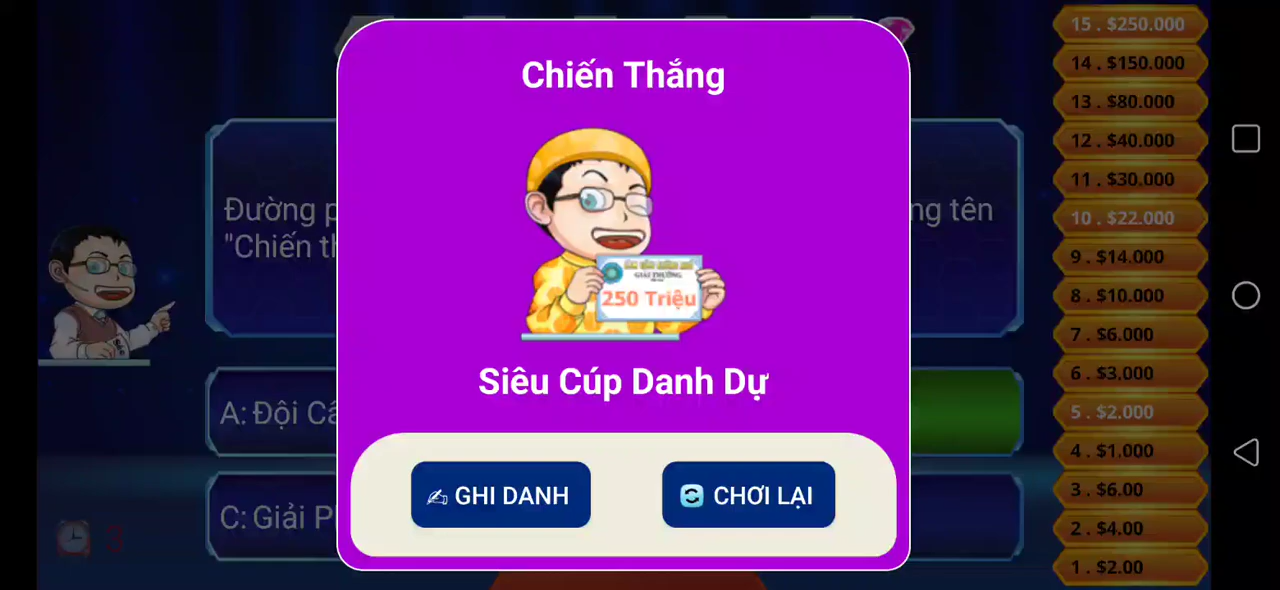 Chiến Thắng
250 Triệu
Siêu Cúp Danh Dự
GHI DANH
CHƠI LẠI
Đường
ng tên
"Chiến
A: Đội
C: Giải
3
15 . $250.000
14 . $150.000
13 . $80.000
12 . $40.000
11 . $30.000
10 . $22.000
9 . $14.000
8 . $10.000
7 . $6.000
6 . $3.000
5 . $2.000
4 . $1.000
3 . $6.00
2 . $4.00
1 . $2.00